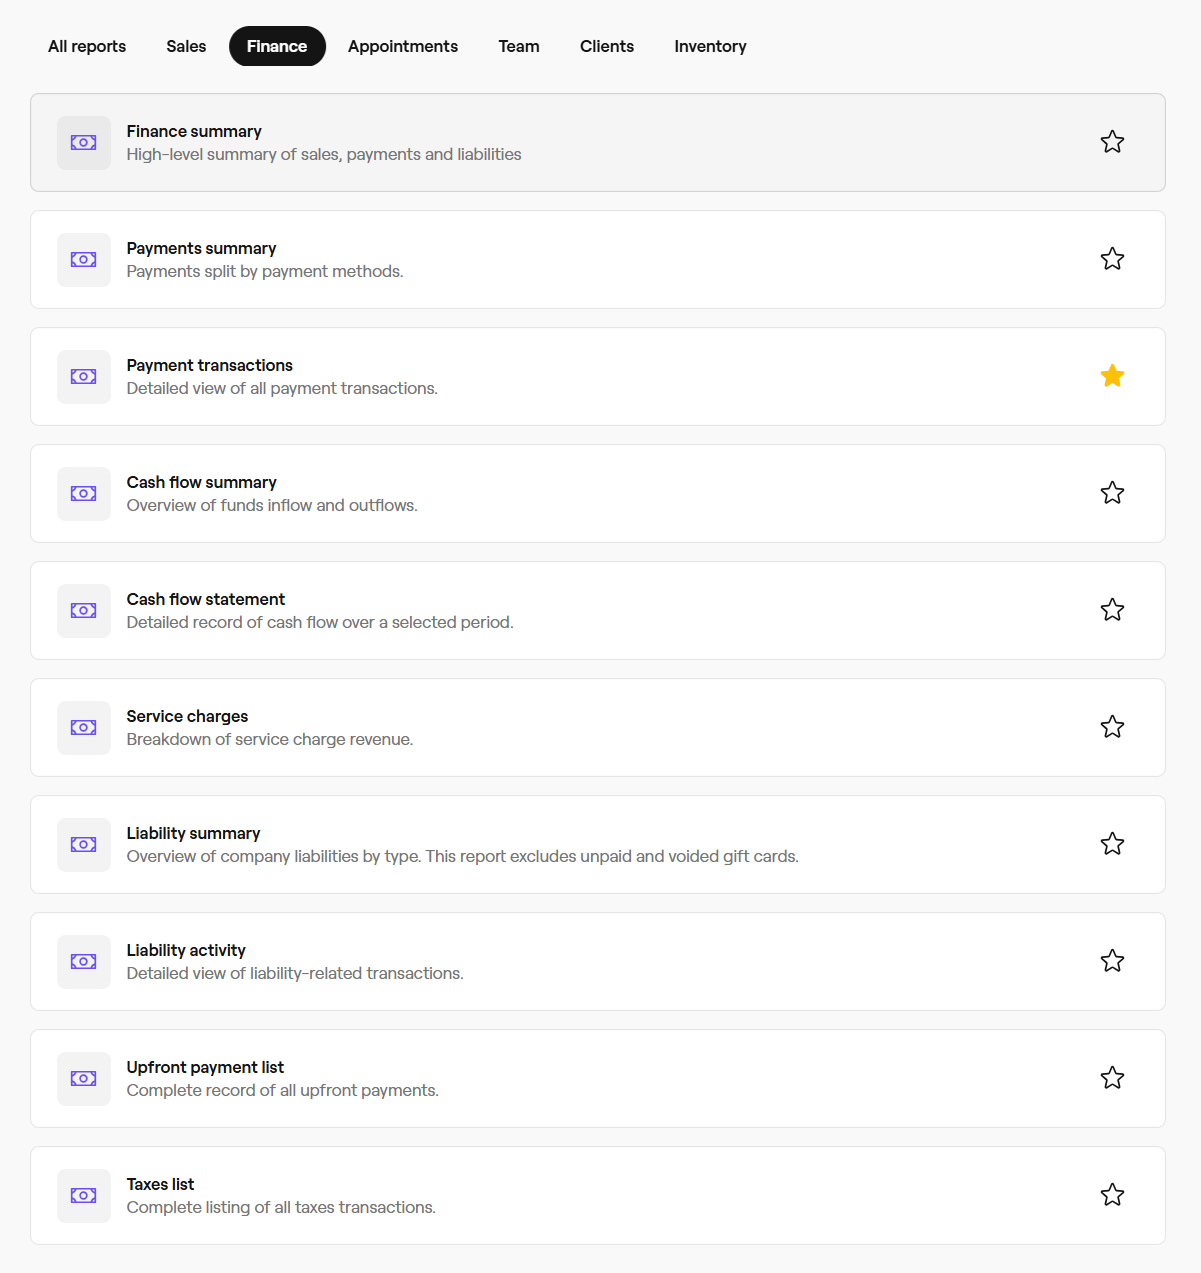 All reports Sales Finance Appointments Team Clients Inventory
Finance summary
High-level summary of sales, payments and liabilities
Payments summary
Payments split by payment methods.
Payment transactions
Detailed view of all payment transactions.
Cash flow summary
Overview of funds inflow and outflows.
Cash flow statement
Detailed record of cash flow over a selected period.
Service charges
Breakdown of service charge revenue.
Liability summary
Overview of company liabilities by type. This report excludes unpaid and voided gift cards.
Liability activity
Detailed view of liability-related transactions.
Upfront payment list
Complete record of all upfront payments.
Taxes list
Complete listing of all taxes transactions.